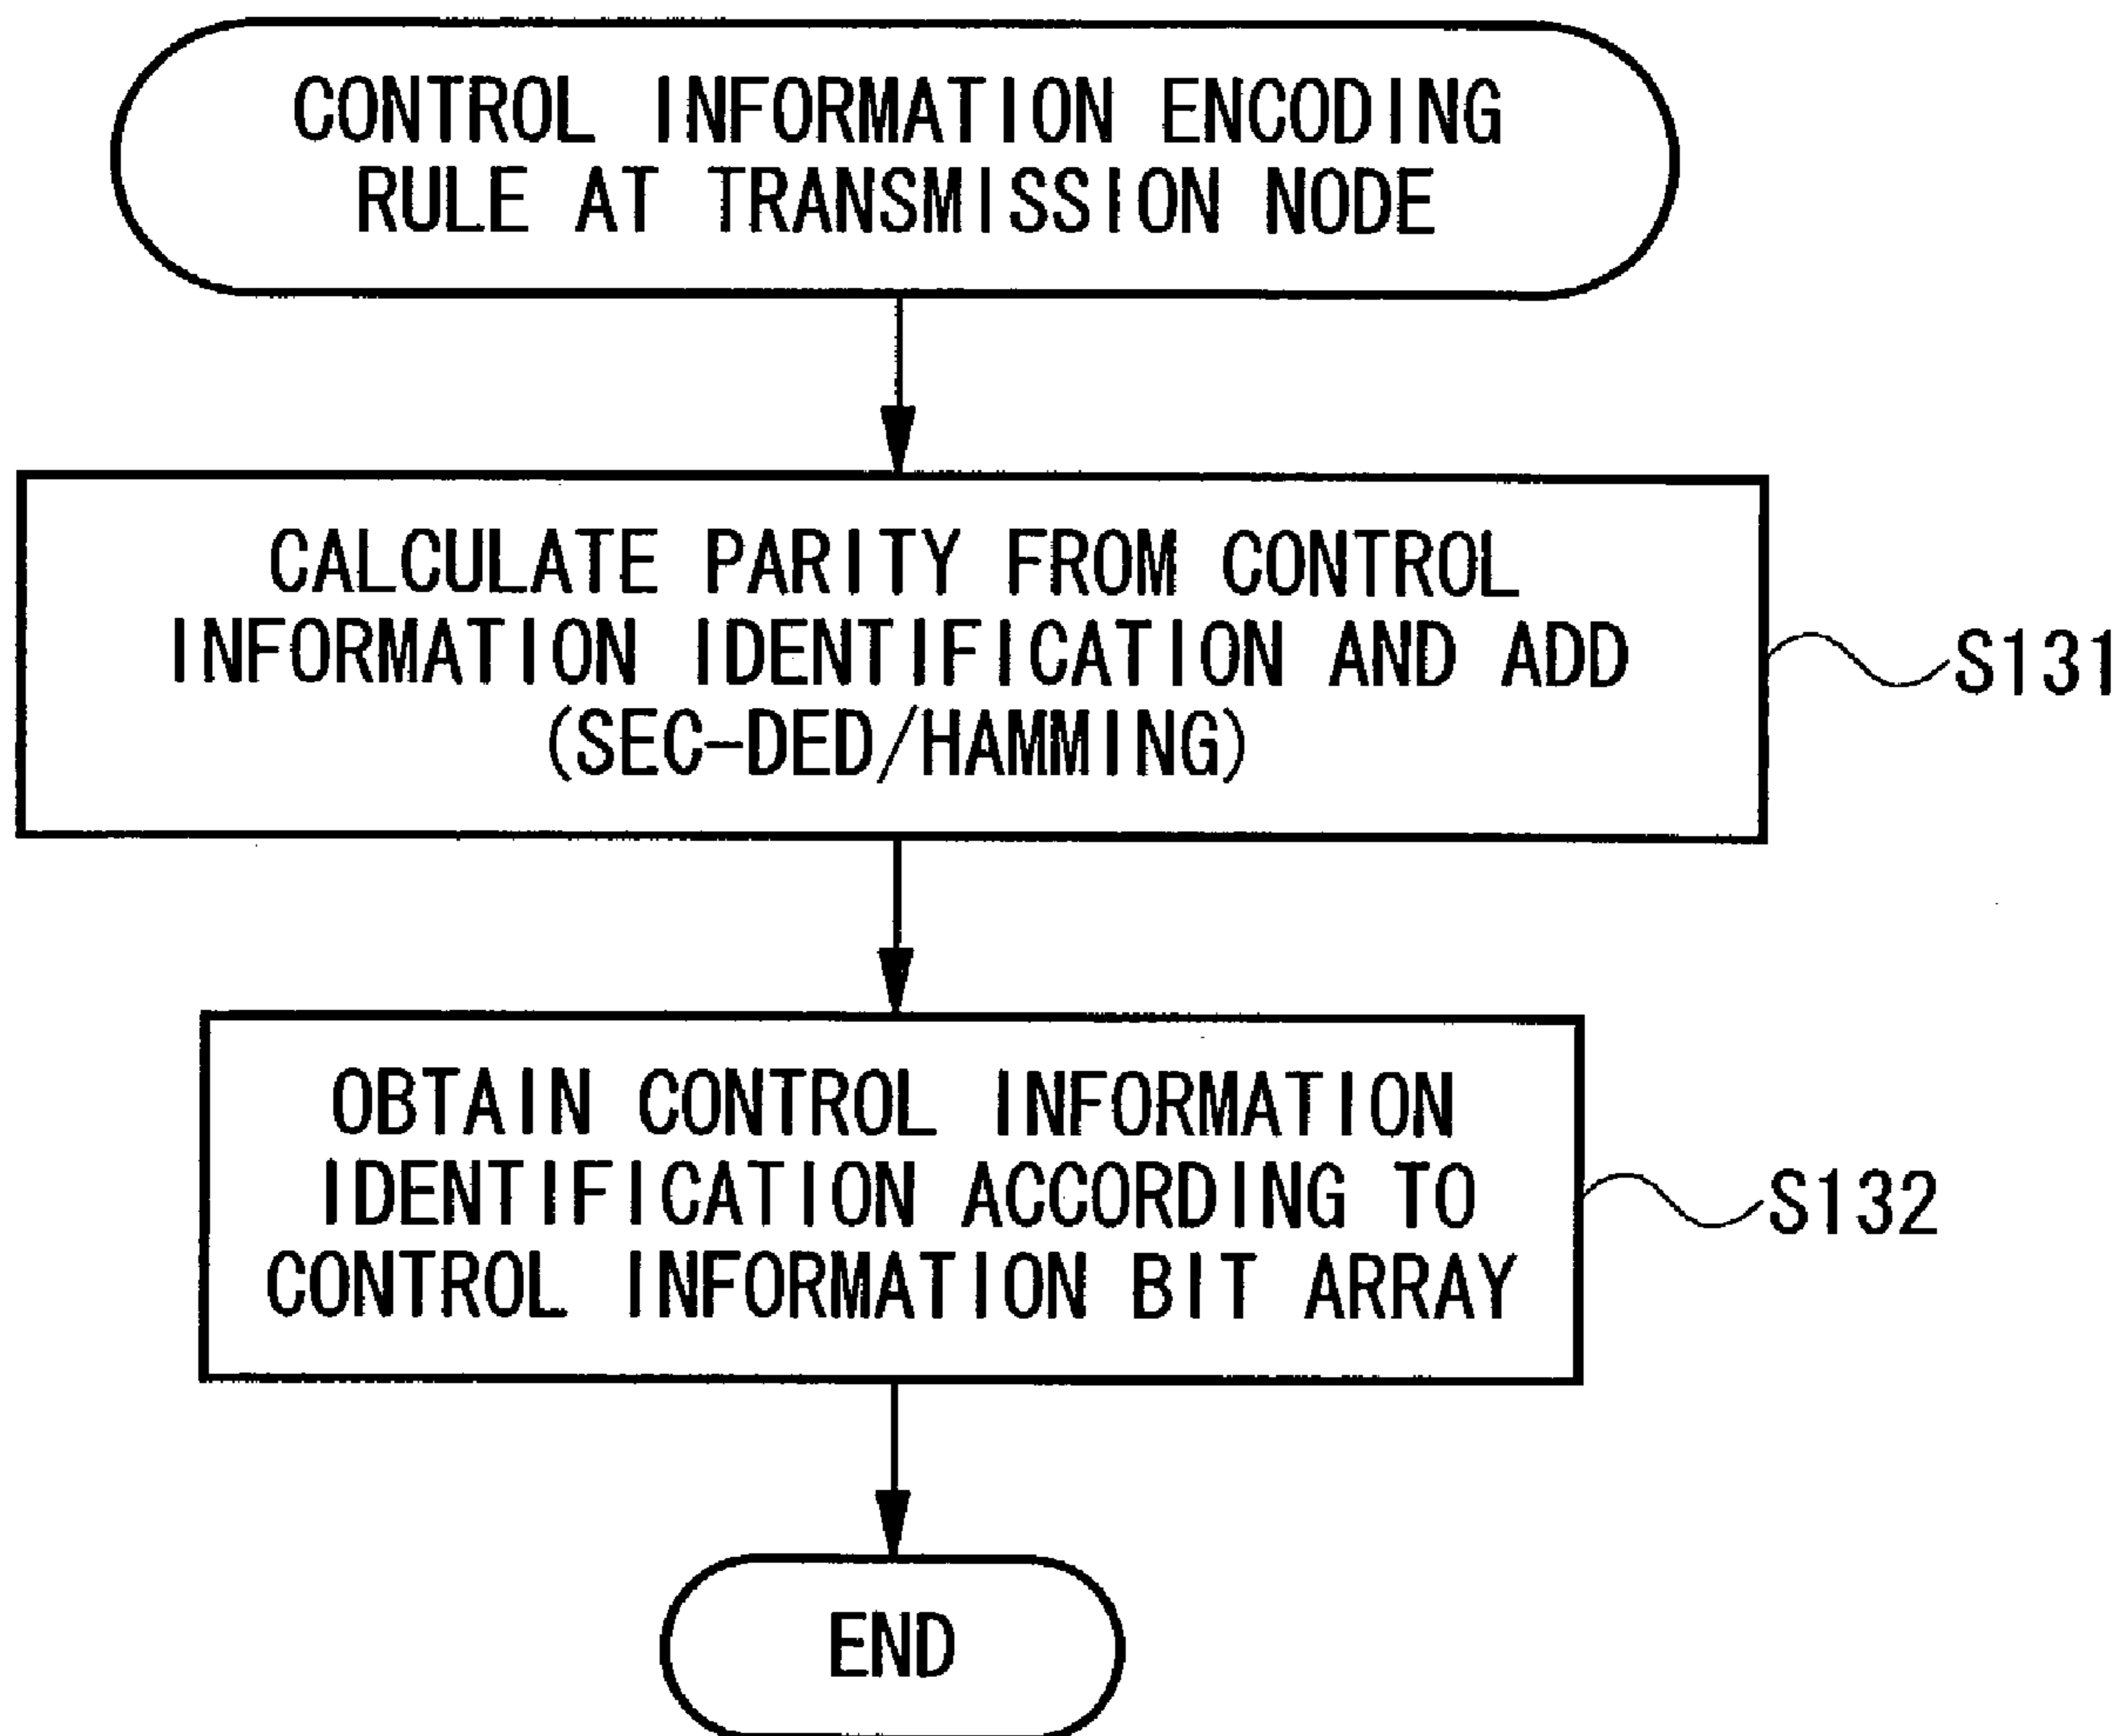 CONTROL INFORMATION ENCODING
RULE AT TRANSMISSION NODE
CALCULATE PARITY FROM CONTROL
INFORMATION IDENTIFICATION AND ADD
(SEC-DED/HAMMING)
S131
OBTAIN CONTROL INFORMATION
IDENTIFICATION ACCORDING TO
CONTROL INFORMATION BIT ARRAY
S132
END